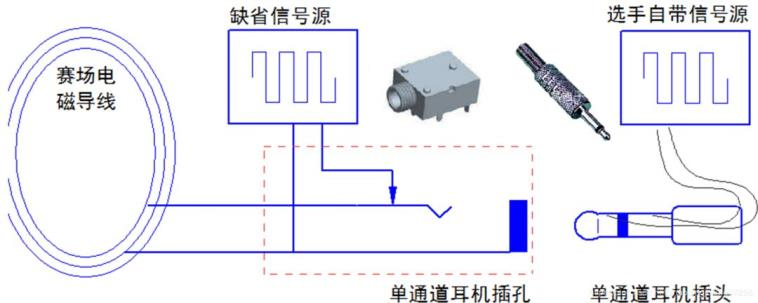 缺省信号源
选手自带信号源
赛场电
磁导线
单通道耳机插孔
单通道耳机插头